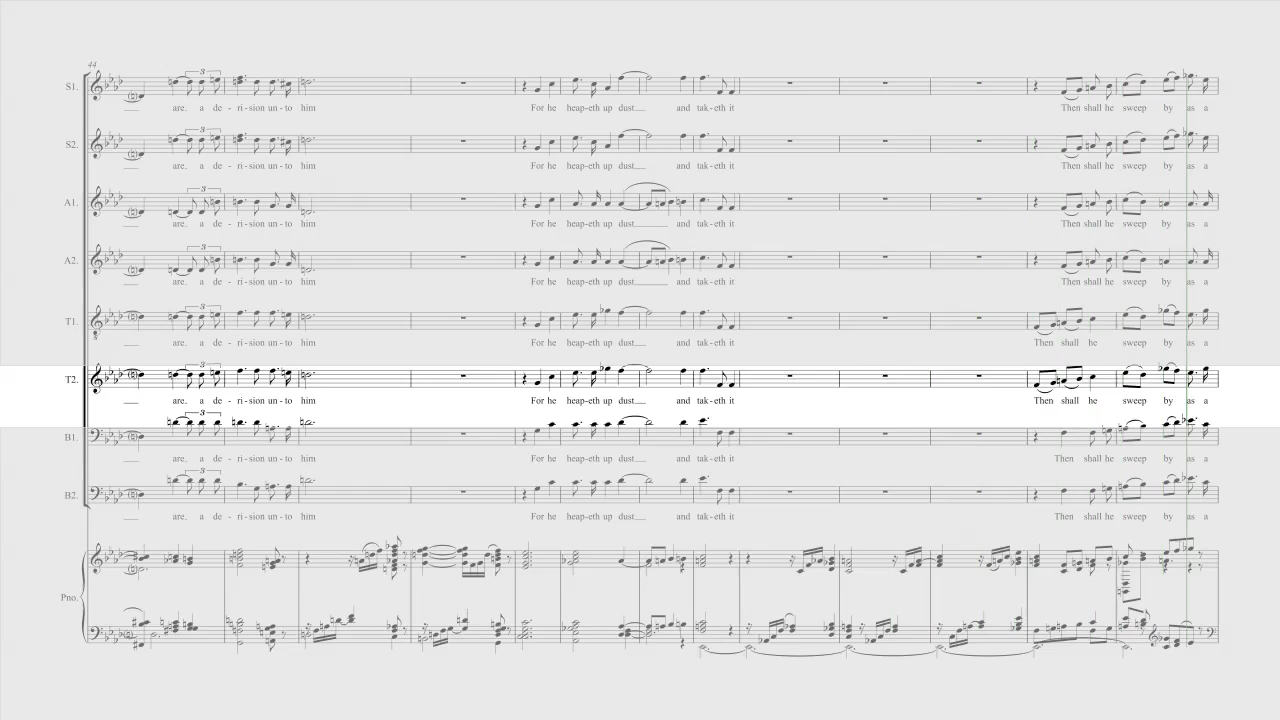 44
S1.
3
are. a de - ri - sion un - to him For he heap-eth up dust and tak-eth it Then shall he sweep by as a
S2.
3
are. a de - ri - sion un - to him For he heap-eth up dust and tak-eth it Then shall he sweep by as a
A1.
3
are. a de - ri - sion un - to him For he heap-eth up dust and tak-eth it Then shall he sweep by as a
A2.
3
are. a de - ri - sion un - to him For he heap-eth up dust and tak-eth it Then shall he sweep by as a
T1.
3
are. a de - ri - sion un - to him For he heap-eth up dust and tak-eth it Then shall he sweep by as a
T2.
3
are. a de - ri - sion un - to him For he heap-eth up dust and tak-eth it Then shall he sweep by as a
B1.
3
are. a de - ri - sion un - to him For he heap-eth up dust and tak-eth it Then shall he sweep by as a
B2.
3
are. a de - ri - sion un - to him For he heap-eth up dust and tak-eth it Then shall he sweep by as a
Pno.